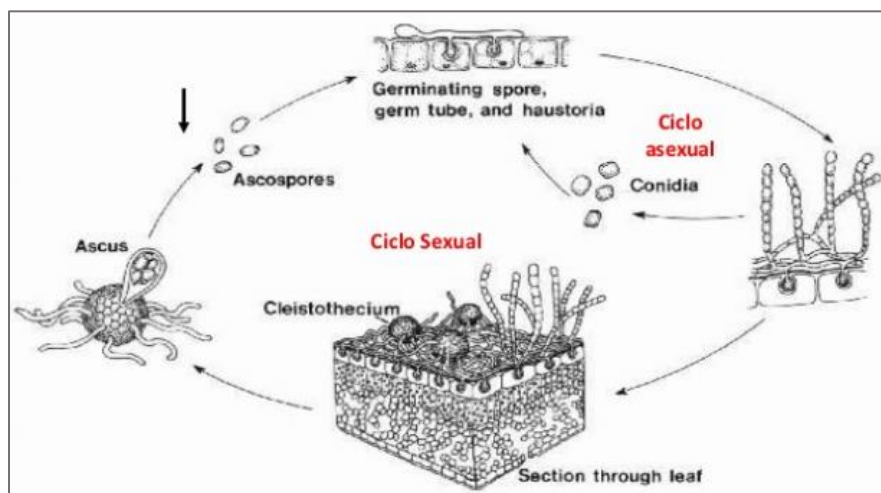 Germinating spore,
germ tube, and haustoria
Ciclo
asexual
Ascospores
Conidia
Ascus
Ciclo Sexual
Cleistothecium
Section through leaf